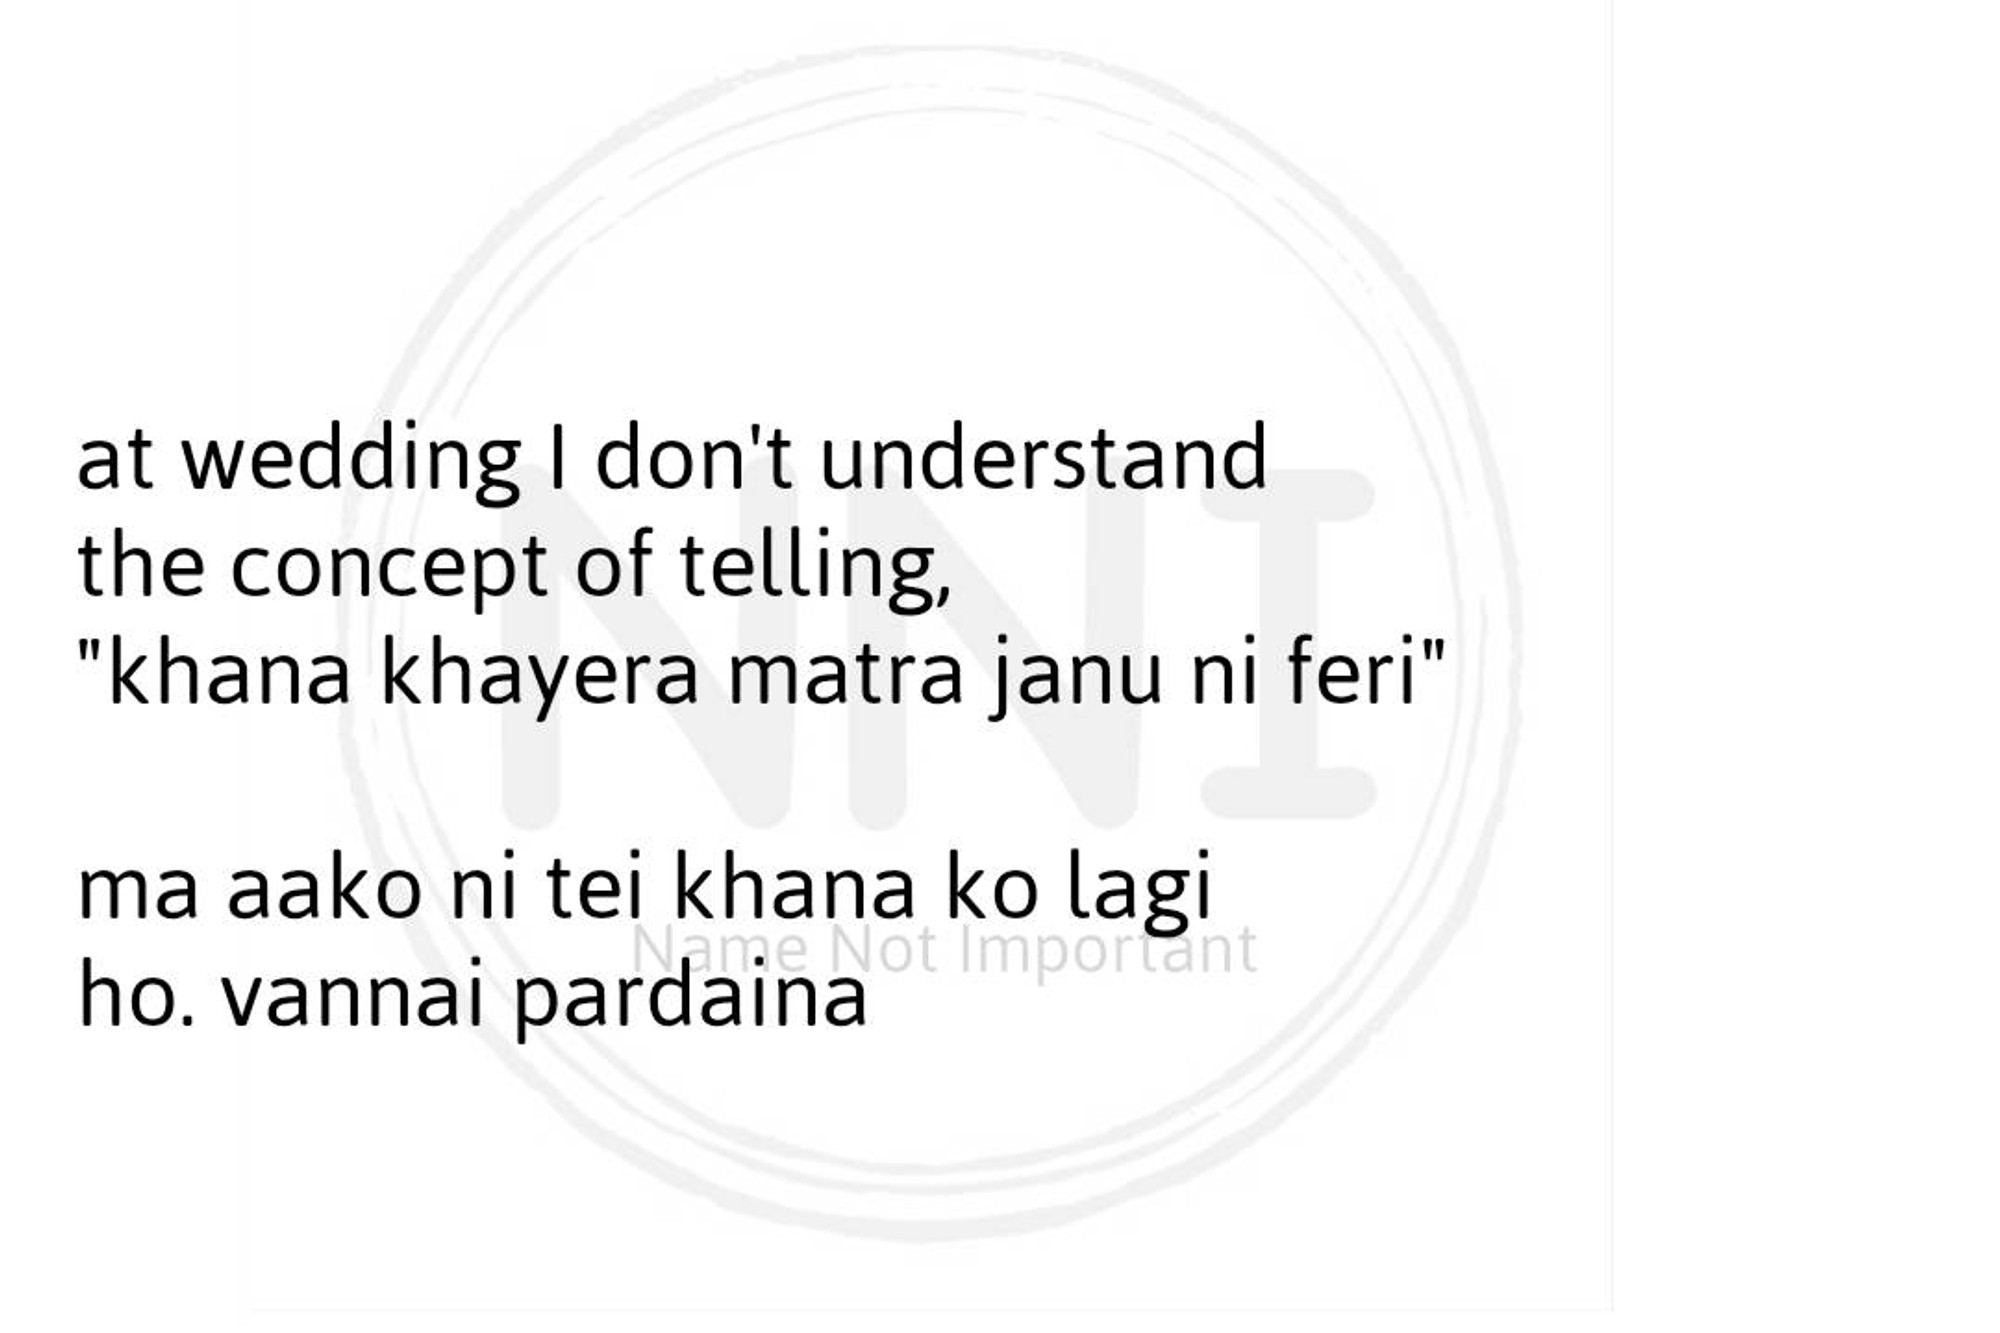 at wedding I don't understand
the concept of telling,
"khana khayera matra janu ni feri"
NNI
ma aako ni tei khana ko lagi
Name Not Important
ho. vannai pardaina